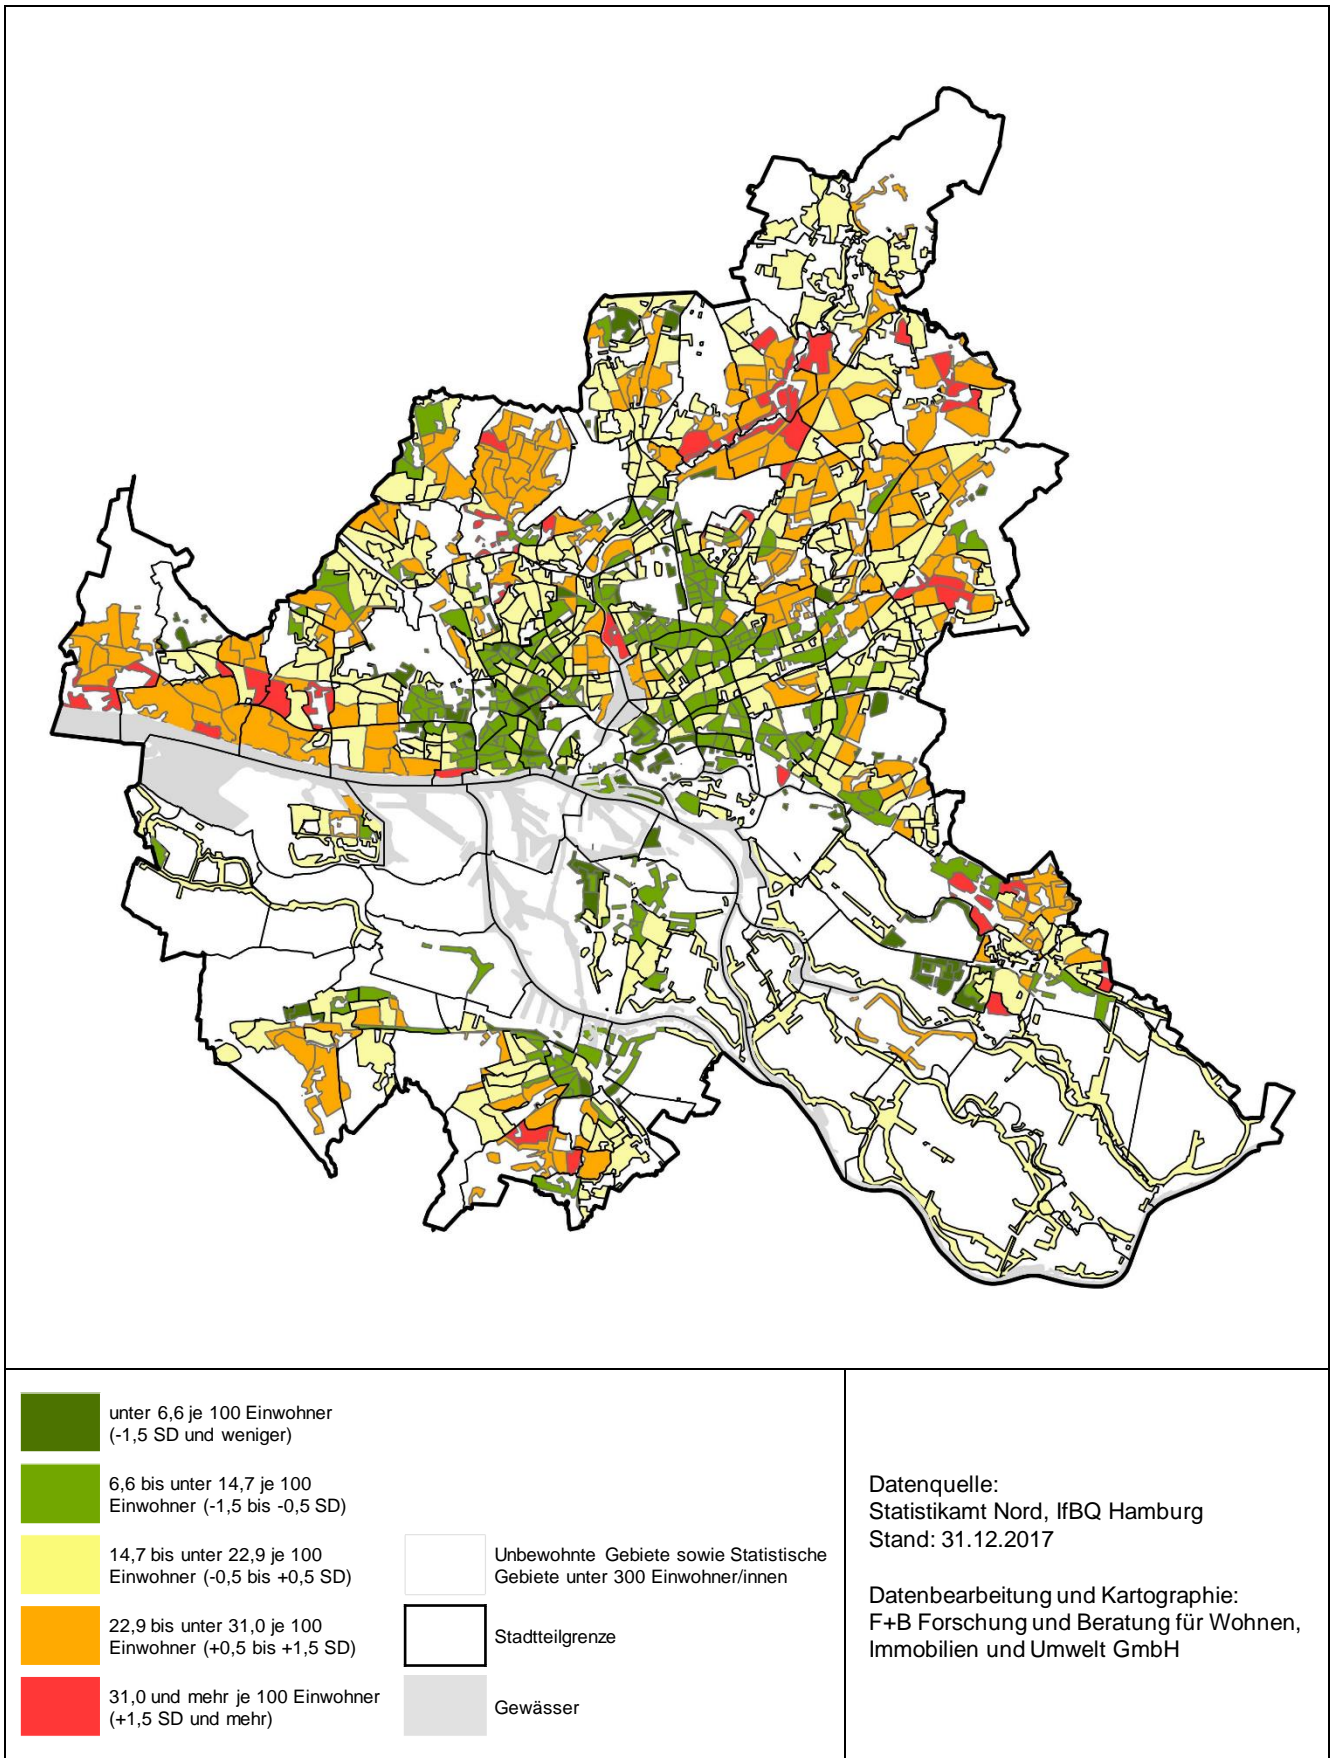 unter 6,6 je 100 Einwohner
(-1,5 SD und weniger)
6,6 bis unter 14,7 je 100
Einwohner (-1,5 bis -0,5 SD)
14,7 bis unter 22,9 je 100
Einwohner (-0,5 bis +0,5 SD)
22,9 bis unter 31,0 je 100
Einwohner (+0,5 bis +1,5 SD)
31,0 und mehr je 100 Einwohner
(+1,5 SD und mehr)
Unbewohnte Gebiete sowie Statistische
Gebiete unter 300 Einwohner/innen
Stadtteilgrenze
Gewässer
Datenquelle:
Statistikamt Nord, IfBQ Hamburg
Stand: 31.12.2017
Datenbearbeitung und Kartographie:
F+B Forschung und Beratung für Wohnen,
Immobilien und Umwelt GmbH